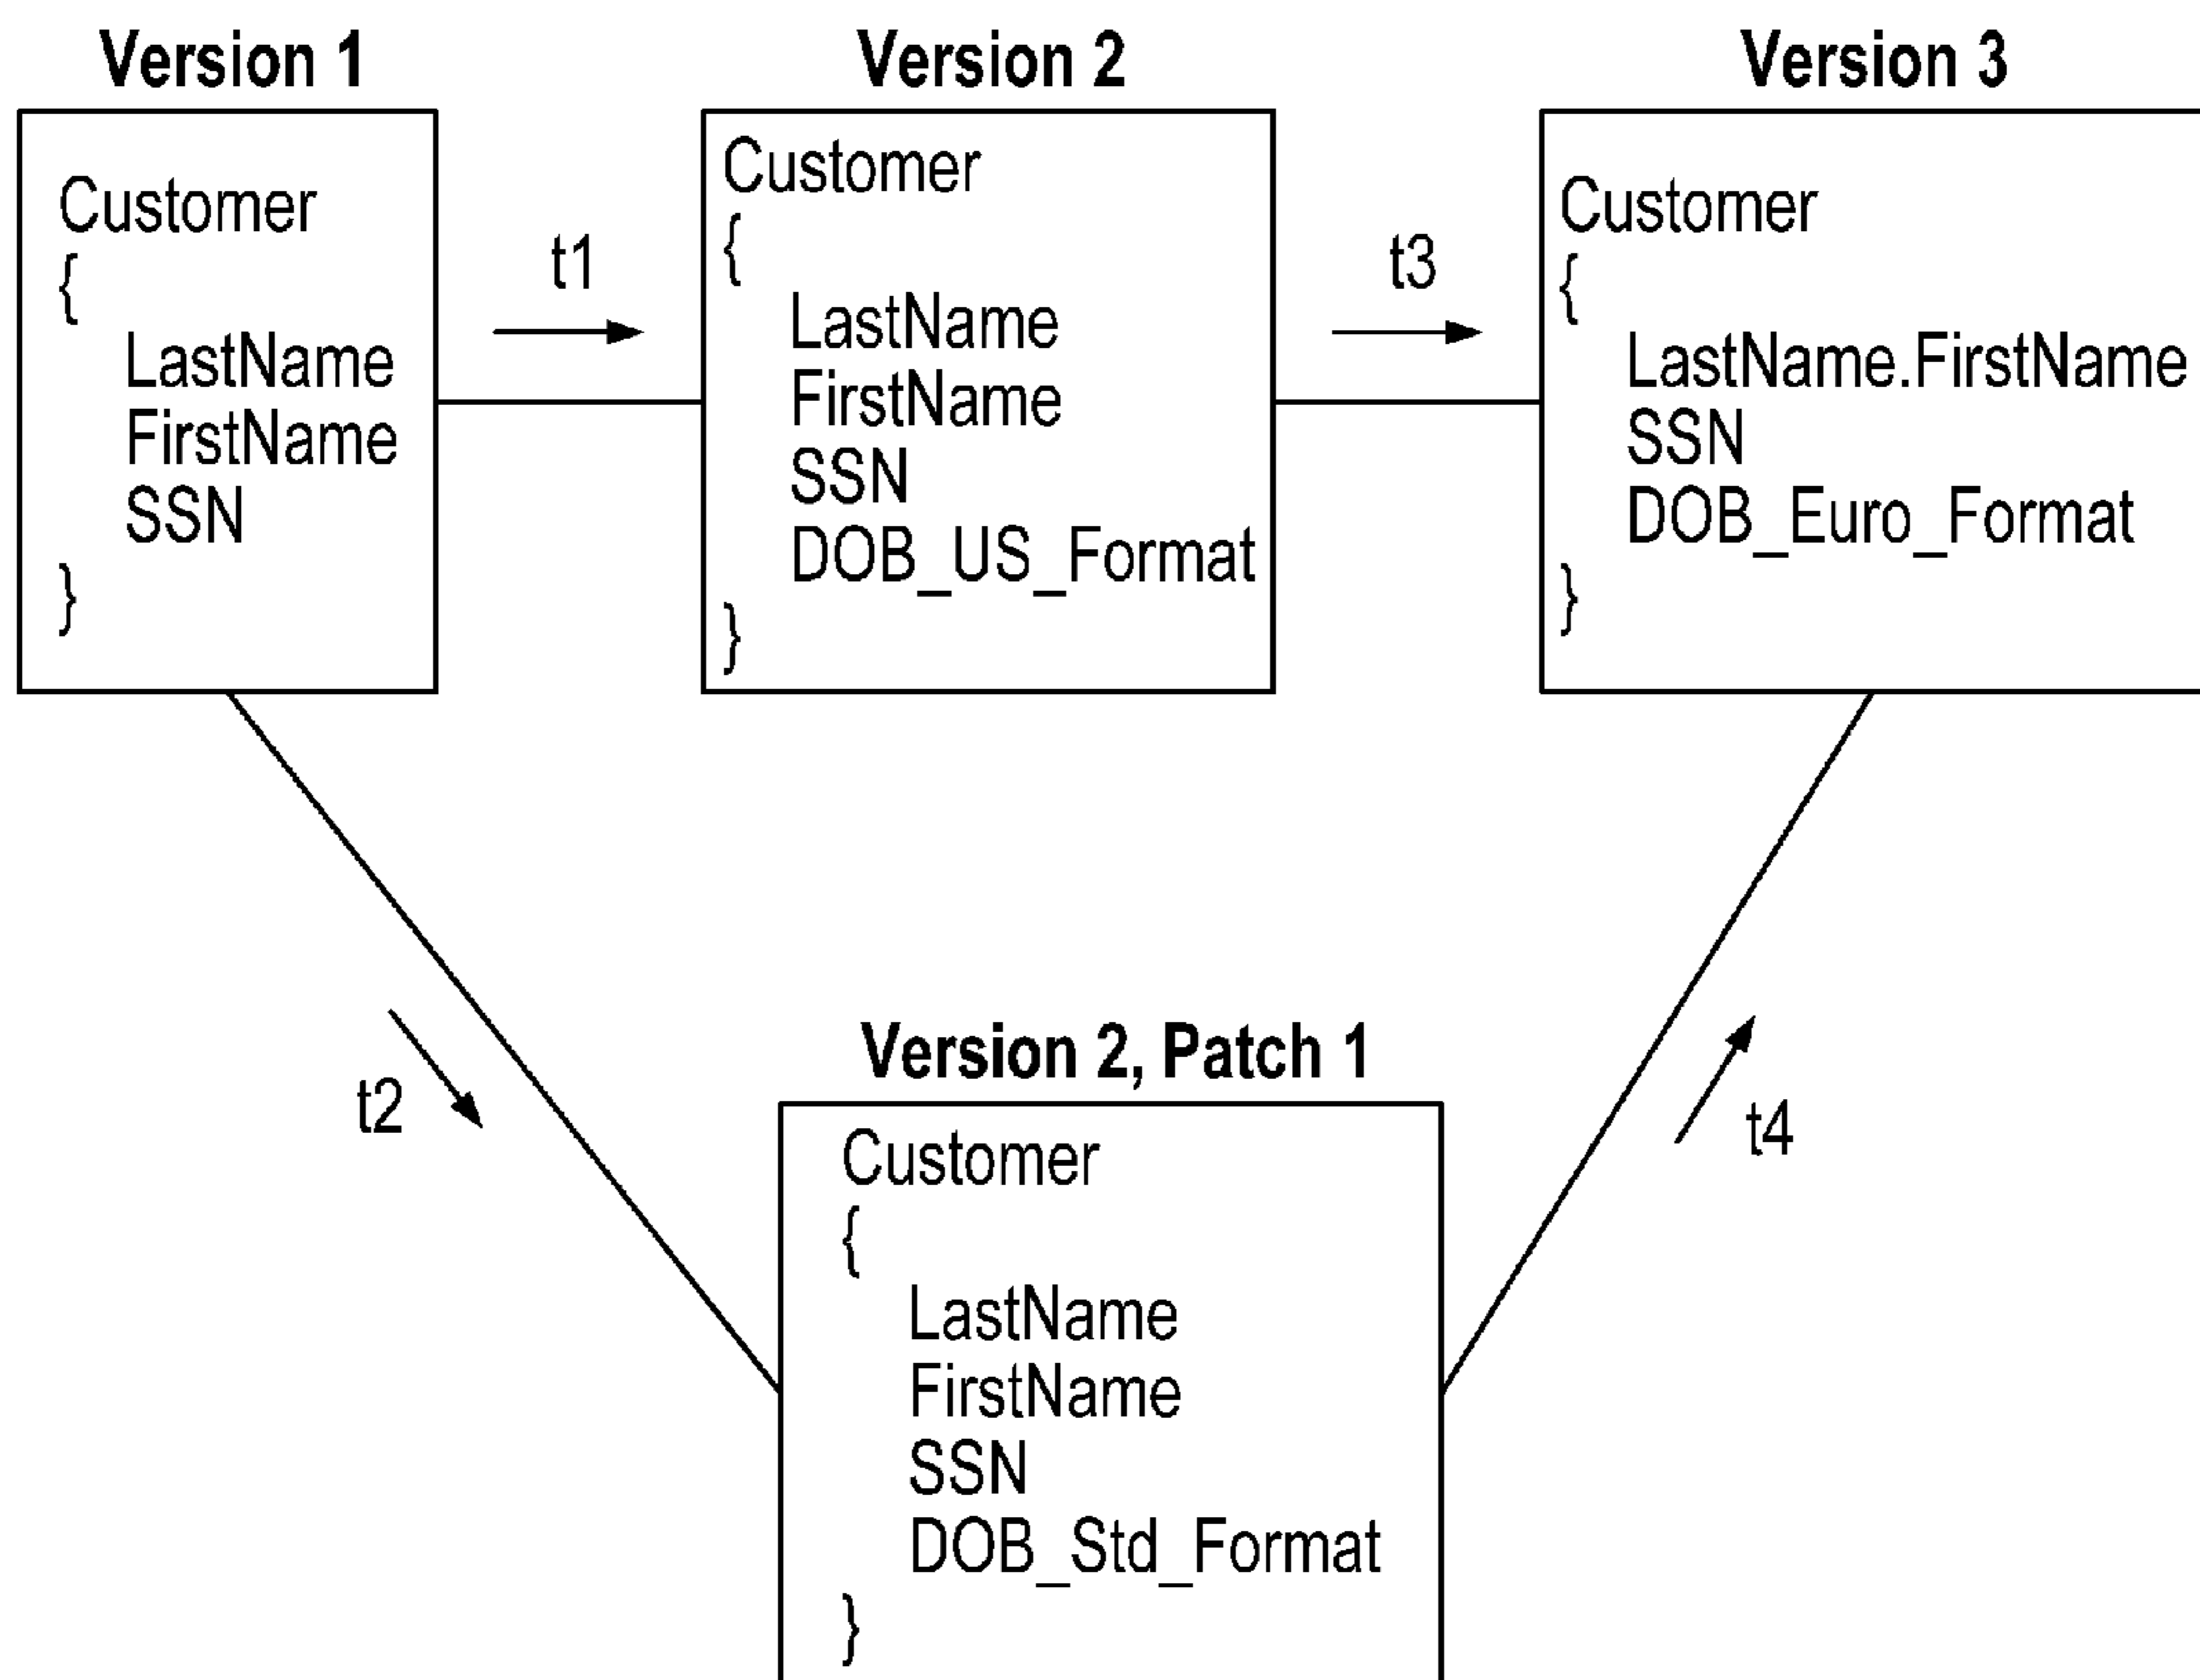 Version 1
Customer
{
LastName
FirstName
SSN
}
t1
Version 2
Customer
{
LastName
FirstName
SSN
DOB_US_Format
}
t3
Version 3
Customer
{
LastName.FirstName
SSN
DOB_Euro_Format
}
t2
Version 2, Patch 1
Customer
{
LastName
FirstName
SSN
DOB_Std_Format
}
t4